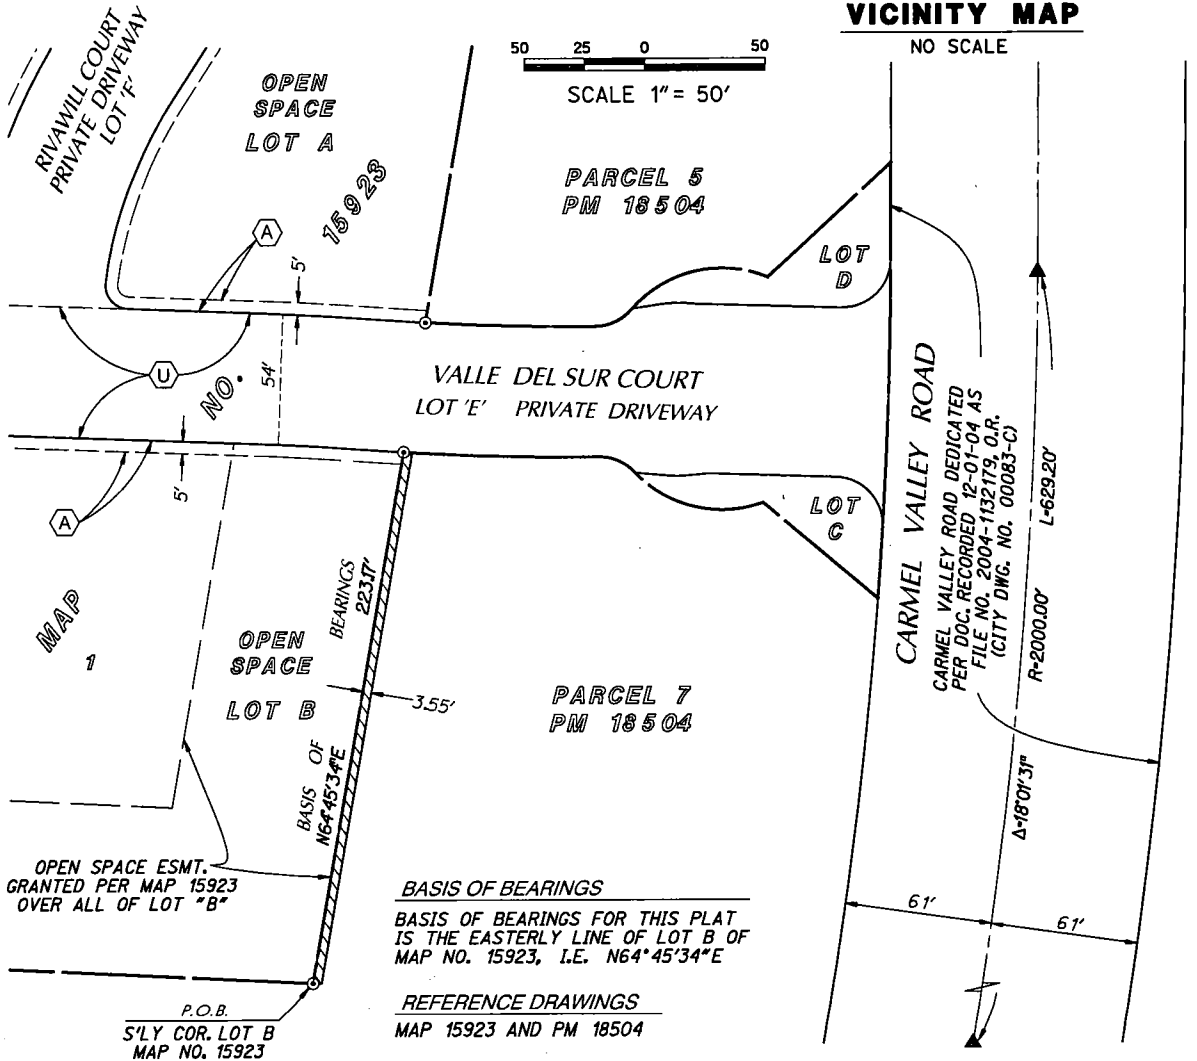 VICINITY MAP
NO SCALE
50 25 0 50
SCALE 1" = 50'
RIVAWILL COURT
PRIVATE DRIVEWAY
LOT 'F'
OPEN
SPACE
LOT A
15923
PARCEL 5
PM 18504
LOT
D
A
5'
U
NO.
54'
VALLE DEL SUR COURT
LOT 'E' PRIVATE DRIVEWAY
5'
A
LOT
C
CARMEL VALLEY ROAD
CARMEL VALLEY ROAD DEDICATED
PER DOC. RECORDED 12-01-04 AS
FILE NO. 2004-1132179, O.R.
(CITY DWG. NO. 00083-C)
L=629.20'
R=2000.00'
Δ=18°01'31"
MAP
1
OPEN
SPACE
LOT B
BASIS OF BEARINGS
N64°45'34"E 223.17'
3.55'
PARCEL 7
PM 18504
OPEN SPACE ESMT.
GRANTED PER MAP 15923
OVER ALL OF LOT "B"
BASIS OF BEARINGS
BASIS OF BEARINGS FOR THIS PLAT
IS THE EASTERLY LINE OF LOT B OF
MAP NO. 15923, I.E. N64°45'34"E
61' 61'
REFERENCE DRAWINGS
MAP 15923 AND PM 18504
P.O.B.
S'LY COR. LOT B
MAP NO. 15923